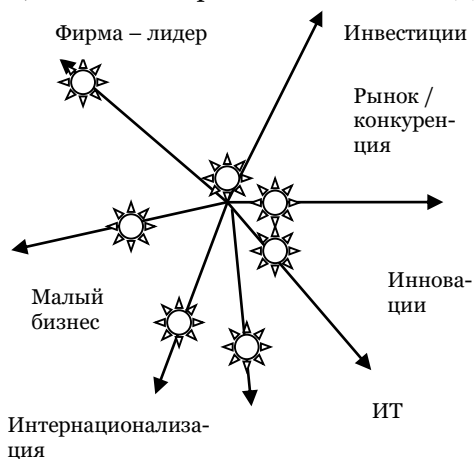 Фирма – лидер
Инвестиции
Рынок /
конкурен-
ция
Иннова-
ции
Малый
бизнес
ИТ
Интернационализа-
ция